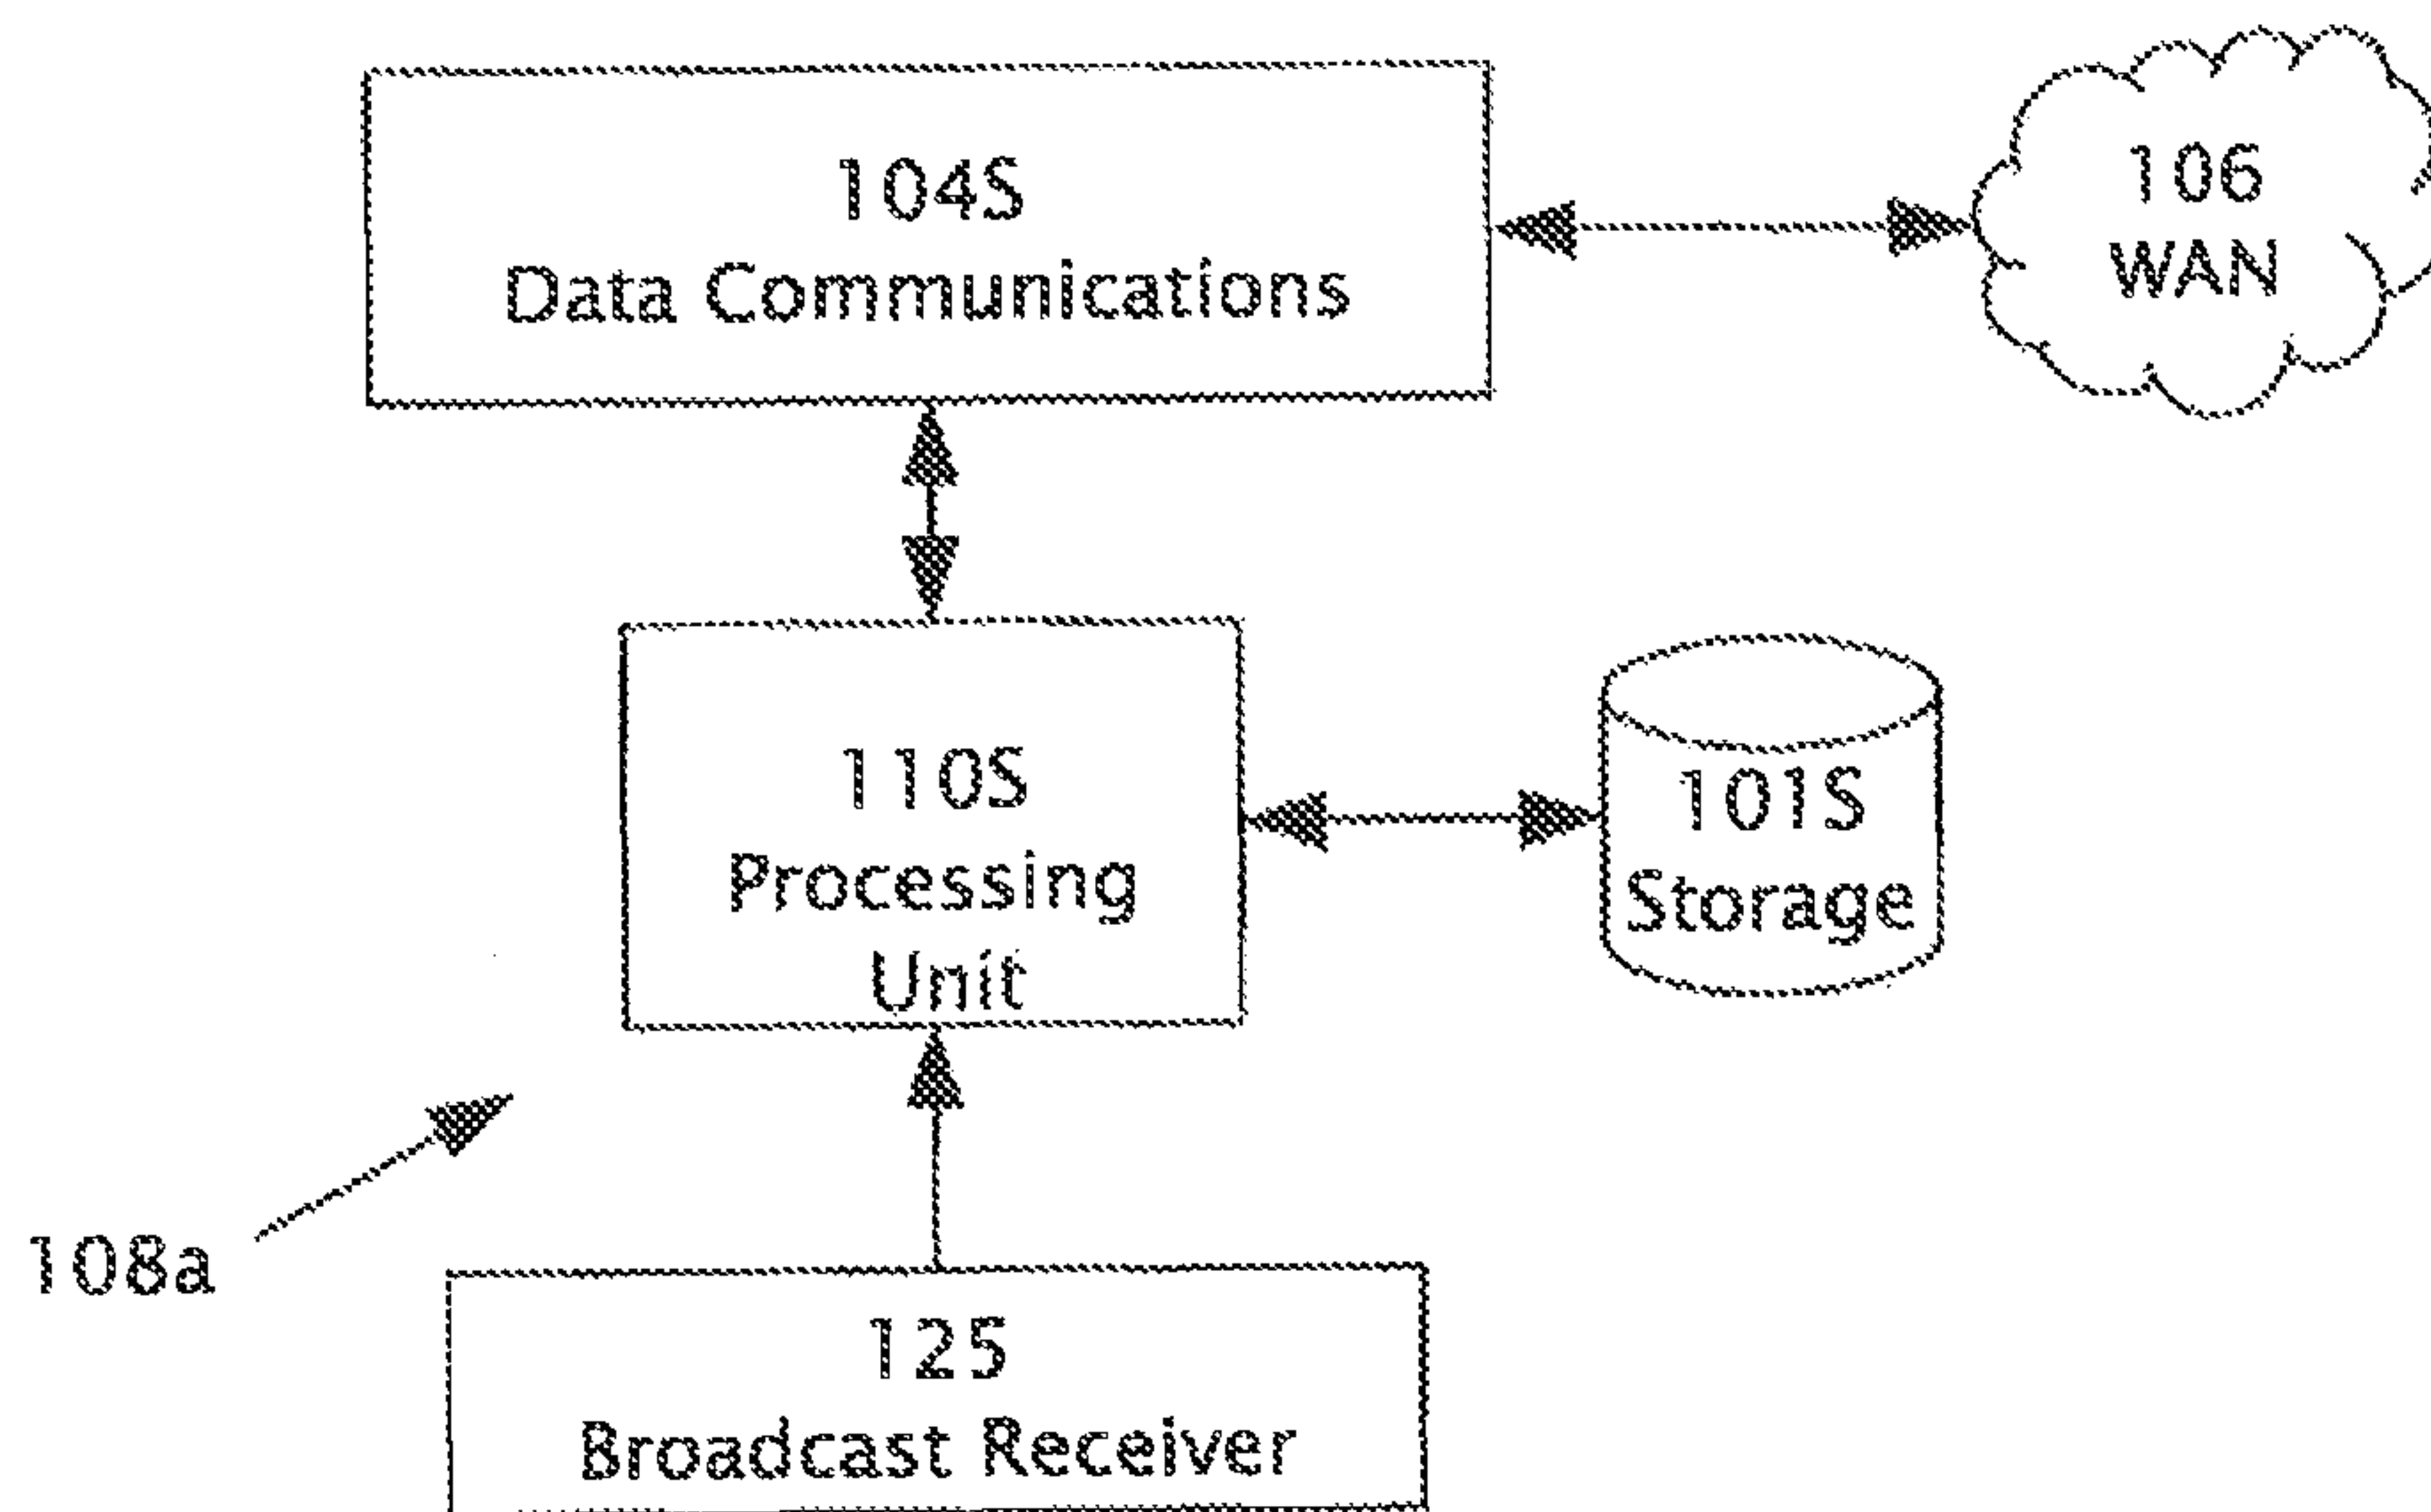 104S
Data Communications
106
WAN
110S
Processing
Unit
101S
Storage
108a
125
Broadcast Receiver